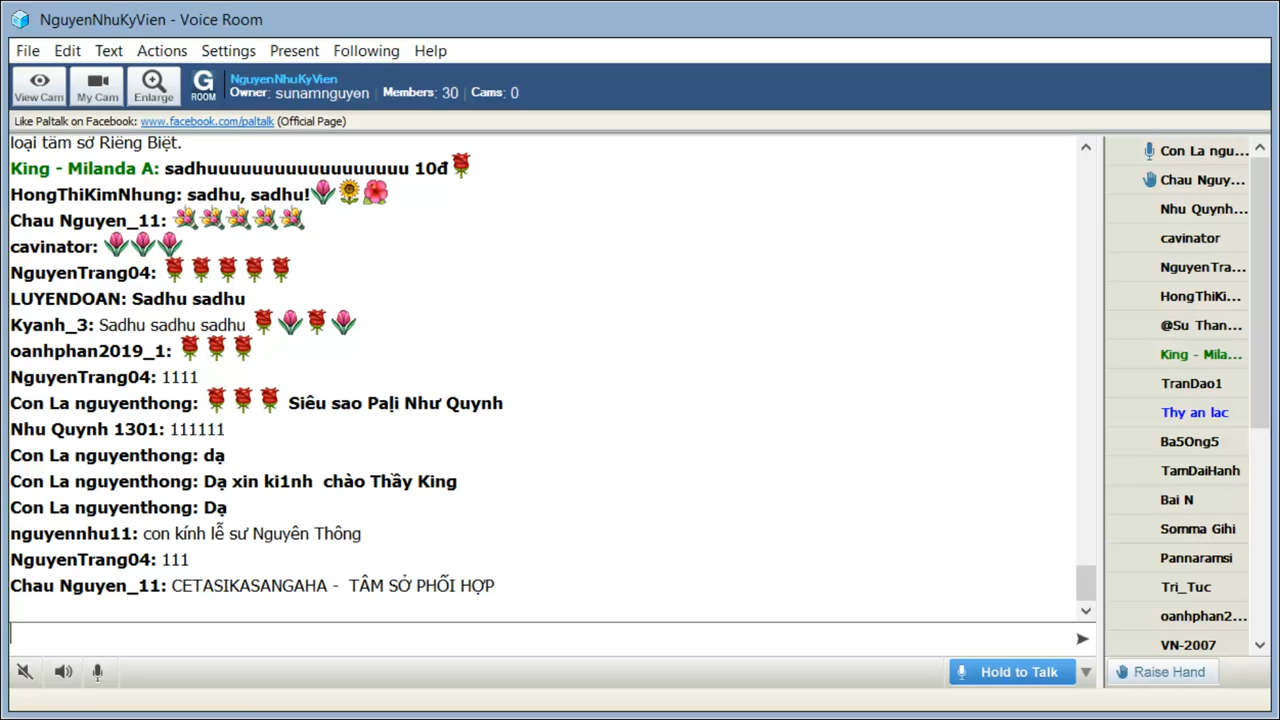 NguyenNhuKyVien - Voice Room
File Edit Text Actions Settings Present Following Help
View Cam My Cam Enlarge G ROOM
NguyenNhuKyVien
Owner: sunamnguyen | Members: 30 | Cams: 0
Like Paltalk on Facebook: www.facebook.com/paltalk (Official Page)
loại tâm sở Riêng Biệt.
King - Milanda A: sadhuuuuuuuuuuuuuuuuuu 10đ
HongThiKimNhung: sadhu, sadhu!
Chau Nguyen_11:
cavinator:
NguyenTrang04:
LUYENDOAN: Sadhu sadhu
Kyanh_3: Sadhu sadhu sadhu
oanhphan2019_1:
NguyenTrang04: 1111
Con La nguyenthong: Siêu sao Paḷi Như Quỳnh
Nhu Quynh 1301: 111111
Con La nguyenthong: dạ
Con La nguyenthong: Dạ xin ki1nh chào Thầy King
Con La nguyenthong: Dạ
nguyennhu11: con kính lễ sư Nguyên Thông
NguyenTrang04: 111
Chau Nguyen_11: CETASIKASANGAHA - TÂM SỞ PHỐI HỢP
Con La ngu...
Chau Nguy...
Nhu Quynh...
cavinator
NguyenTra...
HongThiKi...
@Su Than...
King - Mila...
TranDao1
Thy an lac
Ba5Ong5
TamDaiHanh
Bai N
Somma Gihi
Pannaramsi
Tri_Tuc
oanhphan2...
VN-2007
Hold to Talk
Raise Hand